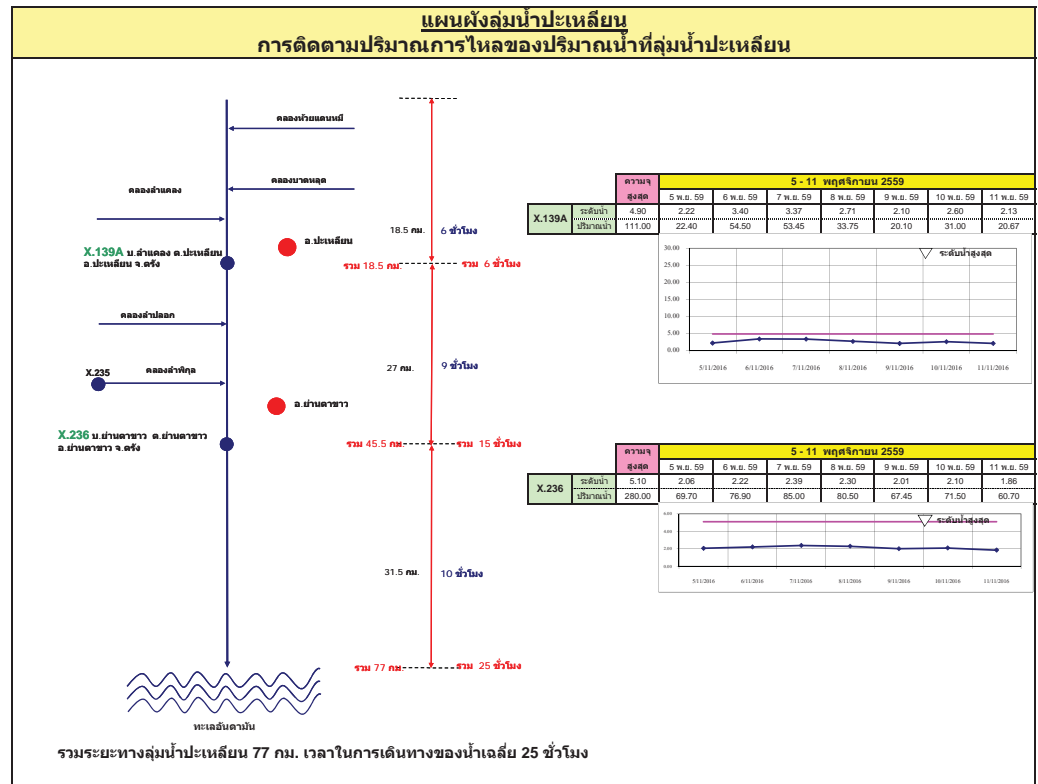 แผนผังลุ่มน้ำปะเหลียน
การติดตามปริมาณการไหลของปริมาณน้ำที่ลุ่มน้ำปะเหลียน
คลองห้วยแดนหมี
คลองบาดหลุด
คลองลำแคลง
18.5 กม. 6 ชั่วโมง
อ.ปะเหลียน
X.139A บ.ลำแคลง ต.ปะเหลียน
อ.ปะเหลียน จ.ตรัง
รวม 18.5 กม. รวม 6 ชั่วโมง
คลองลำปลอก
27 กม. 9 ชั่วโมง
X.235 คลองลำพิกุล
อ.ย่านตาขาว
X.236 บ.ย่านตาขาว ต.ย่านตาขาว
อ.ย่านตาขาว จ.ตรัง
รวม 45.5 กม. รวม 15 ชั่วโมง
31.5 กม. 10 ชั่วโมง
รวม 77 กม. รวม 25 ชั่วโมง
ทะเลอันดามัน
รวมระยะทางลุ่มน้ำปะเหลียน 77 กม. เวลาในการเดินทางของน้ำเฉลี่ย 25 ชั่วโมง
ความจุ 5 - 11 พฤศจิกายน 2559
สูงสุด 5 พ.ย. 59 6 พ.ย. 59 7 พ.ย. 59 8 พ.ย. 59 9 พ.ย. 59 10 พ.ย. 59 11 พ.ย. 59
X.139A
ระดับน้ำ 4.90 2.22 3.40 3.37 2.71 2.10 2.60 2.13
ปริมาณน้ำ 111.00 22.40 54.50 53.45 33.75 20.10 31.00 20.67
ระดับน้ำสูงสุด
30.00
25.00
20.00
15.00
10.00
5.00
0.00
5/11/2016 6/11/2016 7/11/2016 8/11/2016 9/11/2016 10/11/2016 11/11/2016
ความจุ 5 - 11 พฤศจิกายน 2559
สูงสุด 5 พ.ย. 59 6 พ.ย. 59 7 พ.ย. 59 8 พ.ย. 59 9 พ.ย. 59 10 พ.ย. 59 11 พ.ย. 59
X.236
ระดับน้ำ 5.10 2.06 2.22 2.39 2.30 2.01 2.10 1.86
ปริมาณน้ำ 280.00 69.70 76.90 85.00 80.50 67.45 71.50 60.70
ระดับน้ำสูงสุด
6.00
4.00
2.00
0.00
5/11/2016 6/11/2016 7/11/2016 8/11/2016 9/11/2016 10/11/2016 11/11/2016